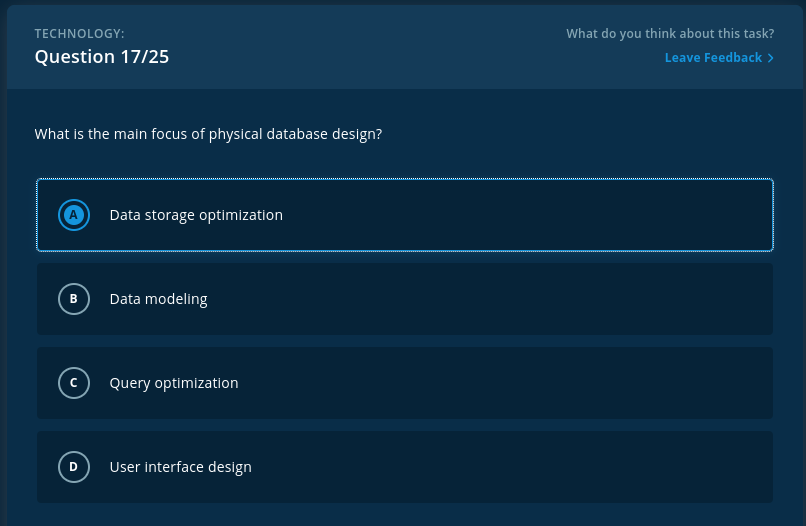 TECHNOLOGY:
Question 17/25
What do you think about this task?
Leave Feedback
What is the main focus of physical database design?
A Data storage optimization
B Data modeling
C Query optimization
D User interface design